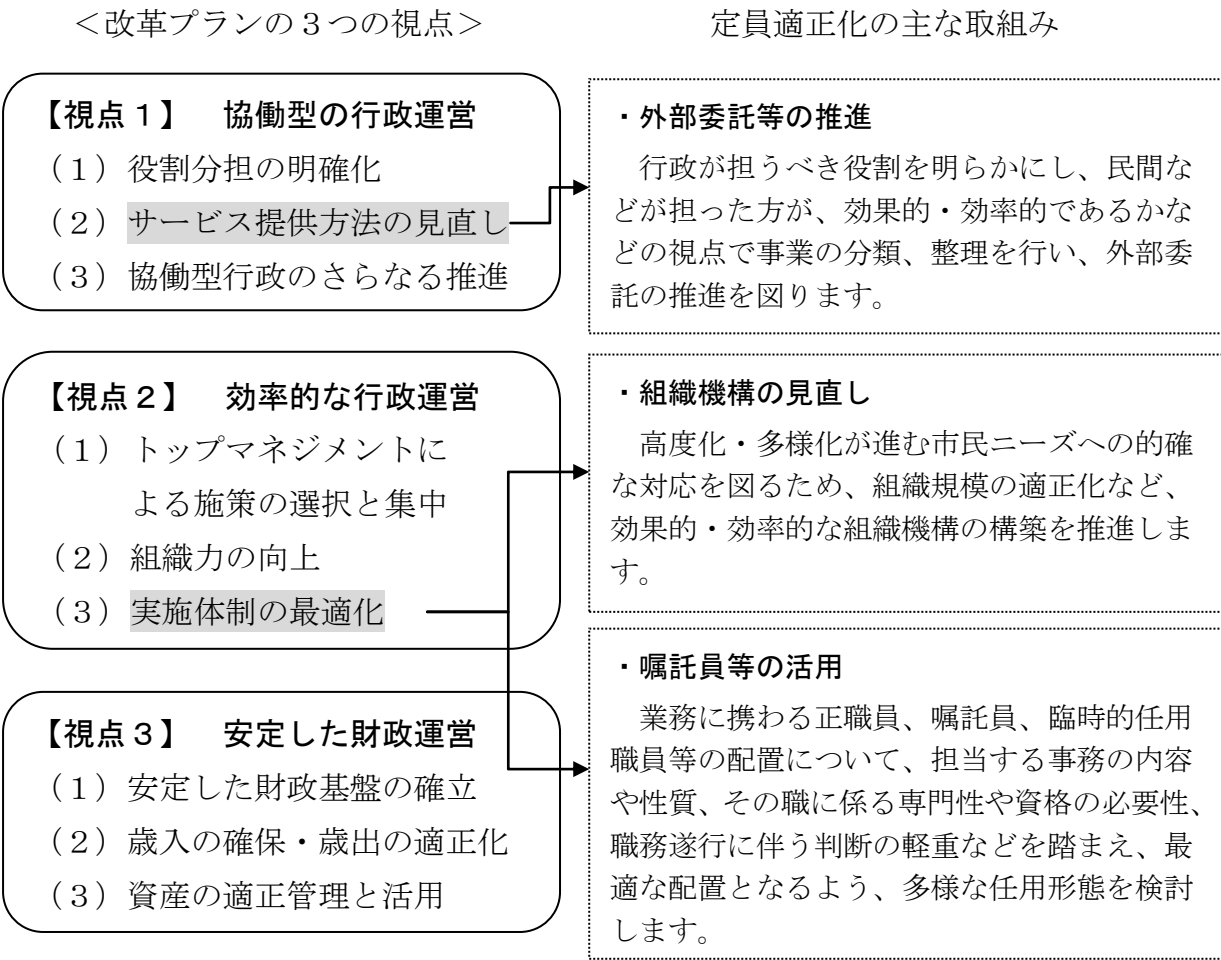 ＜改革プランの３つの視点＞
【視点１】　協働型の行政運営
（１）役割分担の明確化
（２）サービス提供方法の見直し
（３）協働型行政のさらなる推進
【視点２】　効率的な行政運営
（１）トップマネジメントに
よる施策の選択と集中
（２）組織力の向上
（３）実施体制の最適化
【視点３】　安定した財政運営
（１）安定した財政基盤の確立
（２）歳入の確保・歳出の適正化
（３）資産の適正管理と活用
定員適正化の主な取組み
・外部委託等の推進
行政が担うべき役割を明らかにし、民間な
どが担った方が、効果的・効率的であるかな
どの視点で事業の分類、整理を行い、外部委
託の推進を図ります。
・組織機構の見直し
高度化・多様化が進む市民ニーズへの的確
な対応を図るため、組織規模の適正化など、
効果的・効率的な組織機構の構築を推進しま
す。
・嘱託員等の活用
業務に携わる正職員、嘱託員、臨時的任用
職員等の配置について、担当する事務の内容
や性質、その職に係る専門性や資格の必要性、
職務遂行に伴う判断の軽重などを踏まえ、最
適な配置となるよう、多様な任用形態を検討
します。